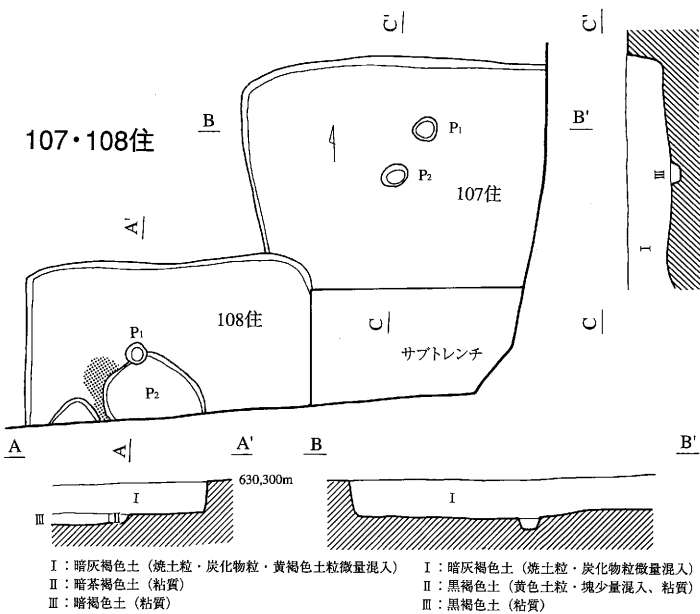 C'
C'
107・108住
B
P1
B'
P2
107住
Ⅲ
A'
Ⅰ
108住
P1
C
C
サブトレンチ
P2
A
A
A'
B
B'
630,300m
Ⅰ
Ⅲ
Ⅱ
Ⅰ
Ⅰ：暗灰褐色土（焼土粒・炭化物粒・黄褐色土粒微量混入）
Ⅱ：暗茶褐色土（粘質）
Ⅲ：暗褐色土（粘質）
Ⅰ：暗灰褐色土（焼土粒・炭化物粒微量混入）
Ⅱ：黒褐色土（黄色土粒・塊少量混入、粘質）
Ⅲ：黒褐色土（粘質）